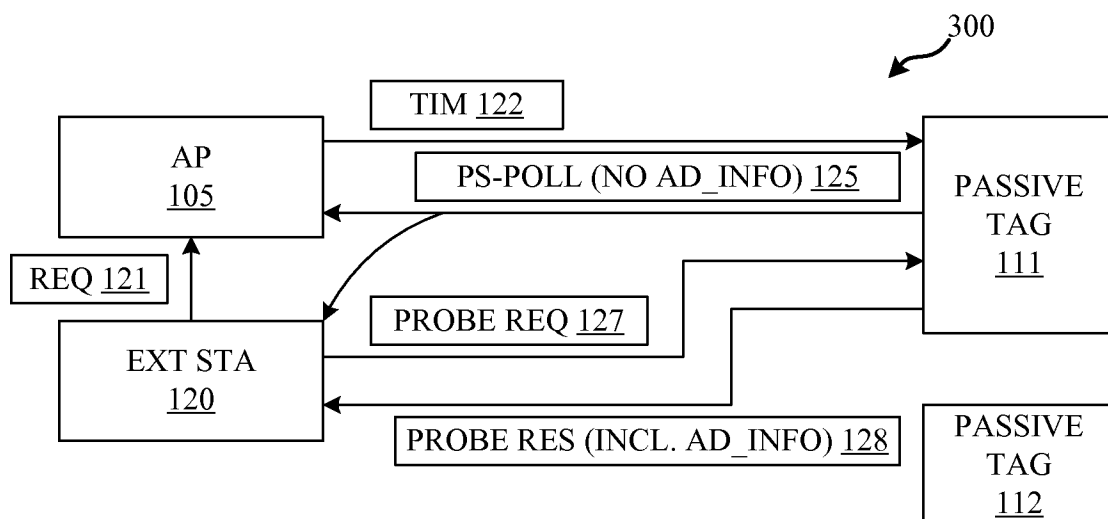 300
TIM 122
AP
105
PS-POLL (NO AD_INFO) 125
PASSIVE
TAG
111
REQ 121
PROBE REQ 127
EXT STA
120
PROBE RES (INCL. AD_INFO) 128
PASSIVE
TAG
112